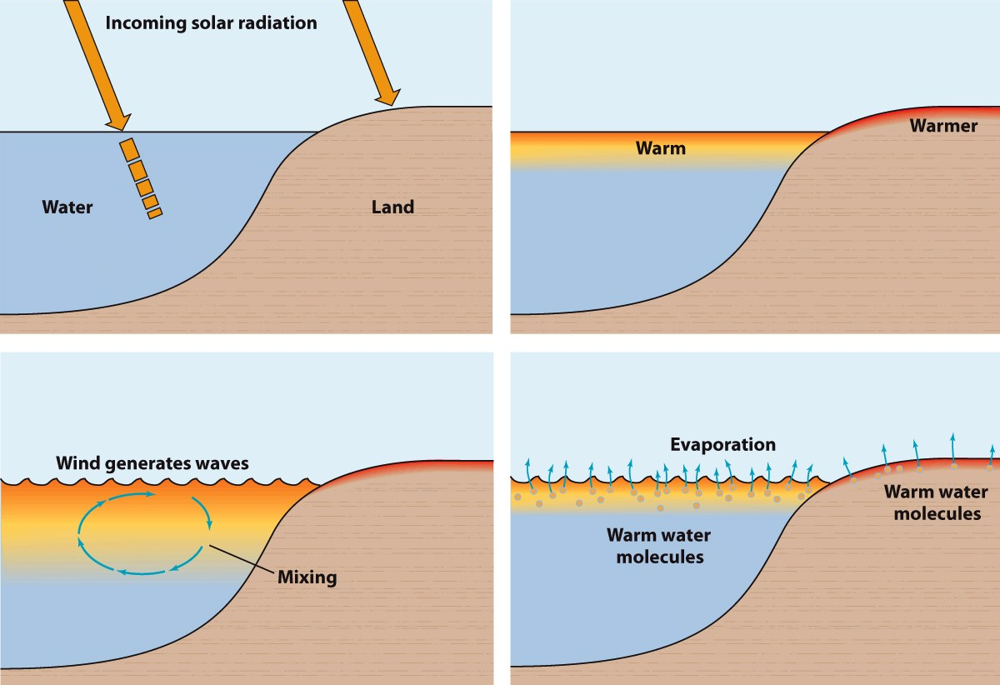 Incoming solar radiation
Water
Land
Warm
Warmer
Wind generates waves
Mixing
Evaporation
Warm water
molecules
Warm water
molecules